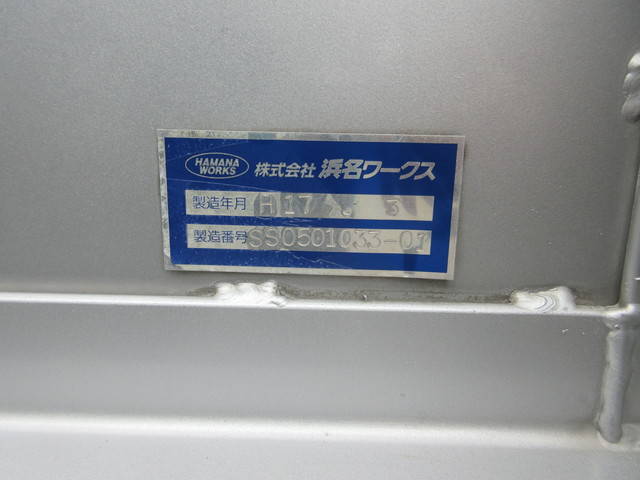 HAMANA
WORKS
株式会社 浜名ワークス
製造年月 H17 3
製造番号 SS0501033-01